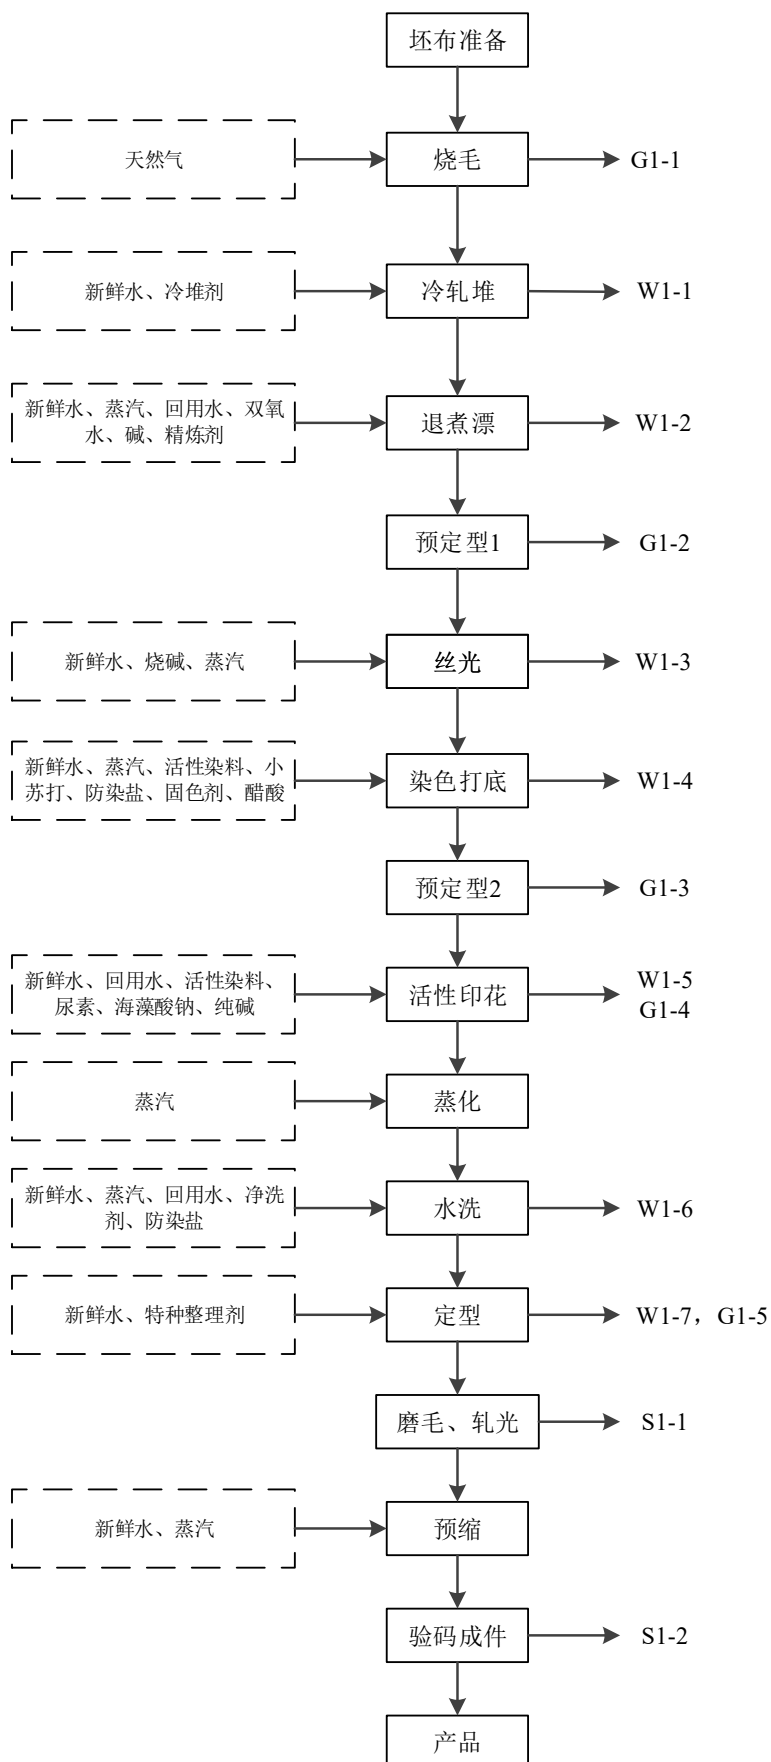 坯布准备
天然气
烧毛
G1-1
新鲜水、冷堆剂
冷轧堆
W1-1
新鲜水、蒸汽、回用水、双氧
水、碱、精炼剂
退煮漂
W1-2
预定型1
G1-2
新鲜水、烧碱、蒸汽
丝光
W1-3
新鲜水、蒸汽、活性染料、小
苏打、防染盐、固色剂、醋酸
染色打底
W1-4
预定型2
G1-3
新鲜水、回用水、活性染料、
尿素、海藻酸钠、纯碱
活性印花
W1-5
G1-4
蒸汽
蒸化
新鲜水、蒸汽、回用水、净洗
剂、防染盐
水洗
W1-6
新鲜水、特种整理剂
定型
W1-7，G1-5
磨毛、轧光
S1-1
新鲜水、蒸汽
预缩
验码成件
S1-2
产品